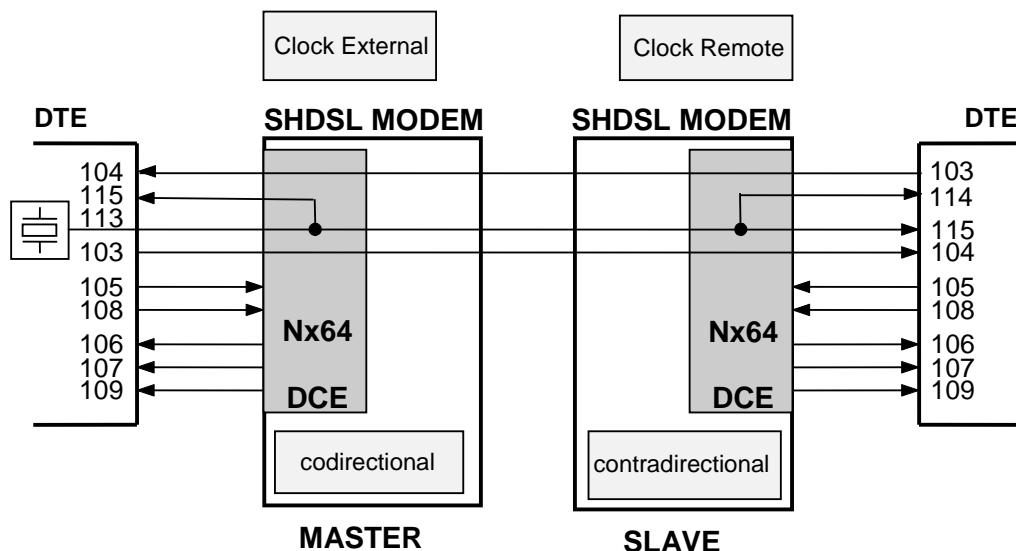 Clock External
Clock Remote
DTE
SHDSL MODEM
SHDSL MODEM
DTE
104
115
113
103
105
108
106
107
109
Nx64
DCE
codirectional
MASTER
103
114
115
104
105
108
106
107
109
Nx64
DCE
contradirectional
SLAVE